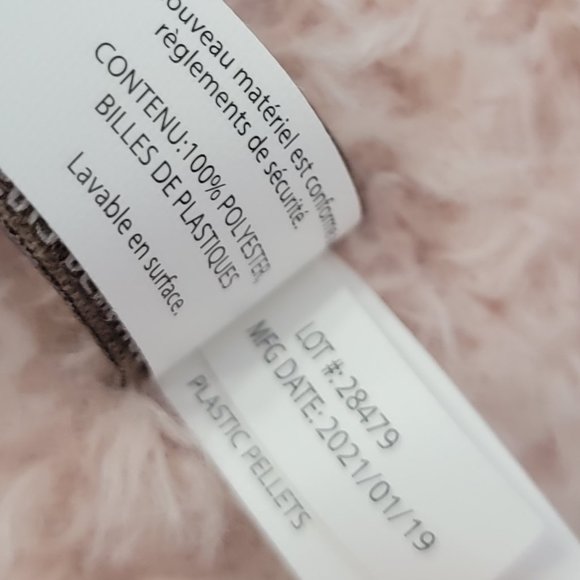 ouveau matériel est conforme
règlements de sécurité.
CONTENU:100% POLYESTER,
BILLES DE PLASTIQUES
Lavable en surface.
LOT #:28479
MFG DATE:2021/01/19
PLASTIC PELLETS